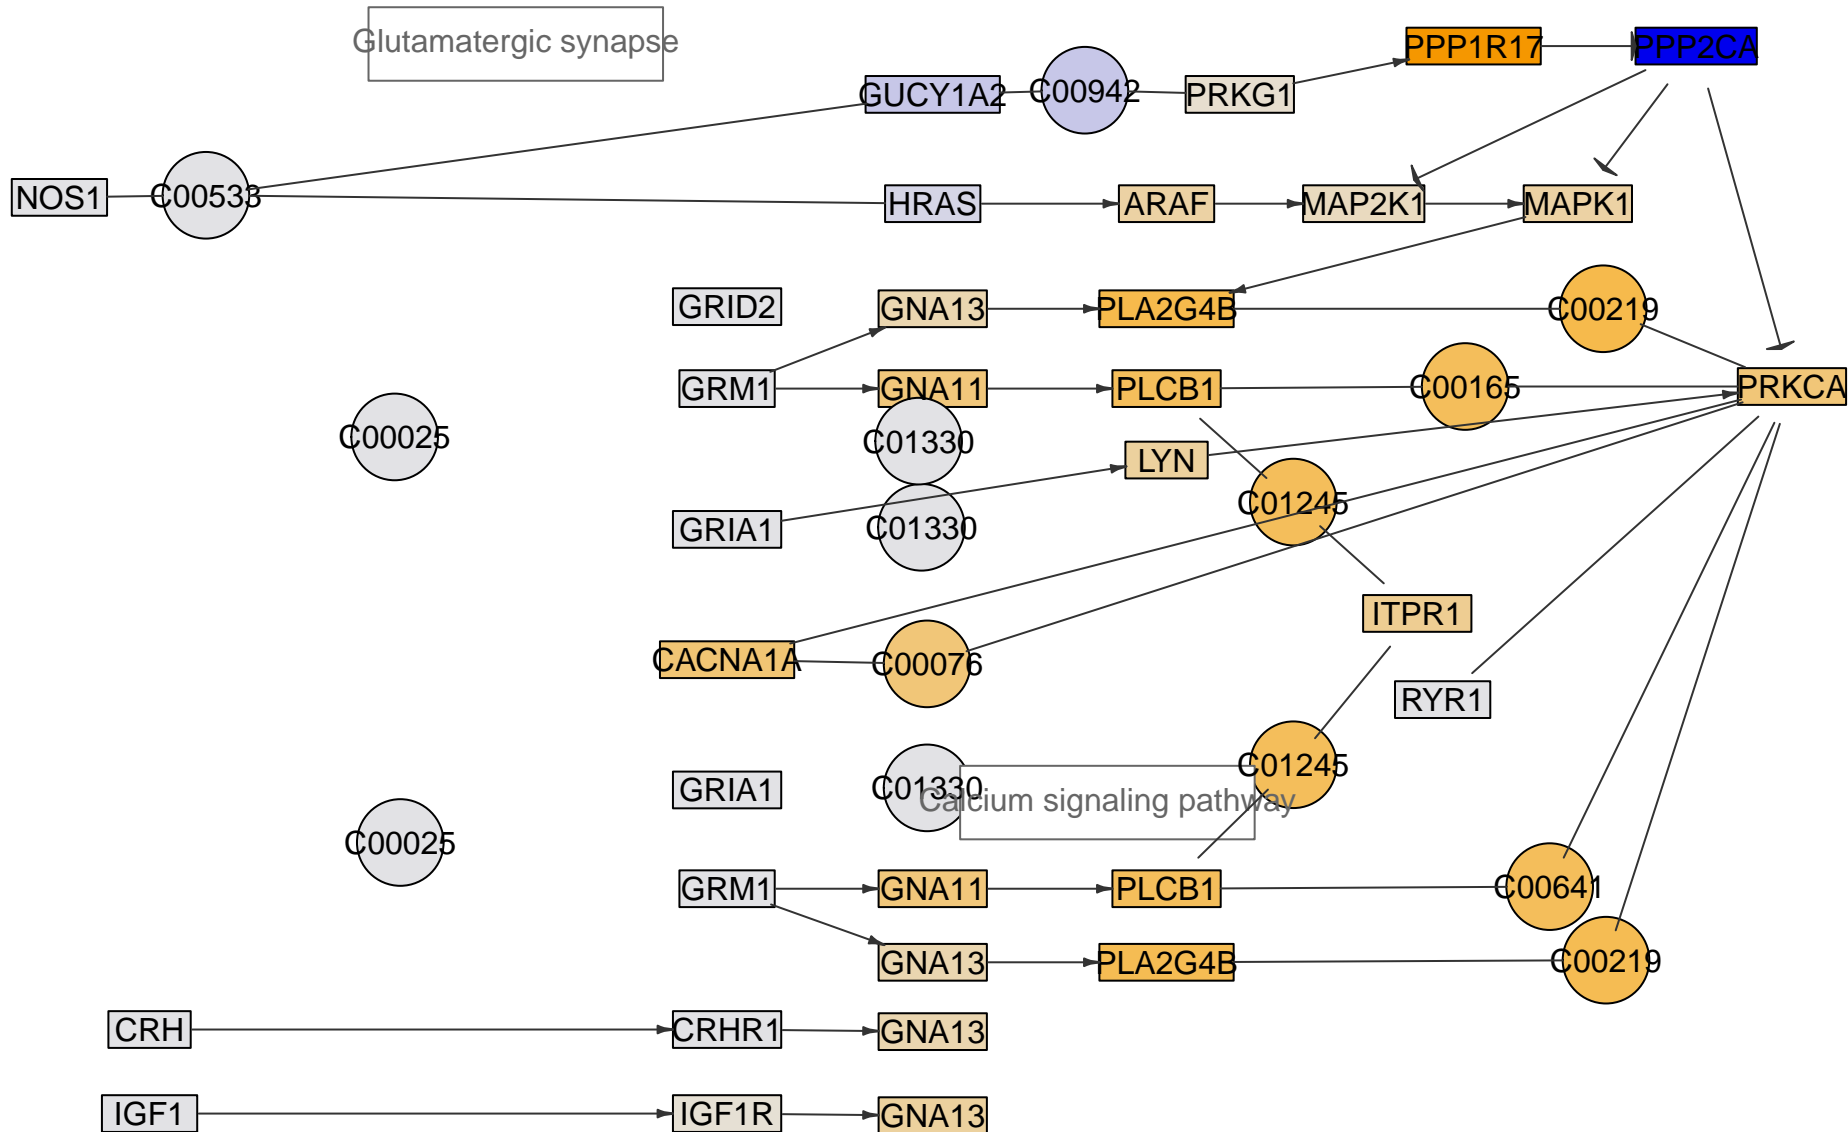 Glutamatergic synapse
PPP1R17
PPP2CA
GUCY1A2
C00942
PRKG1
NOS1
C00533
HRAS
ARAF
MAP2K1
MAPK1
GRID2
GNA13
PLA2G4B
C00219
GRM1
GNA11
PLCB1
C00165
PRKCA
C00025
C01330
LYN
GRIA1
C01330
C01245
ITPR1
CACNA1A
C00076
RYR1
GRIA1
C01330
C01245
Calcium signaling pathway
C00025
GRM1
GNA11
PLCB1
C00641
GNA13
PLA2G4B
C00219
CRH
CRHR1
GNA13
IGF1
IGF1R
GNA13